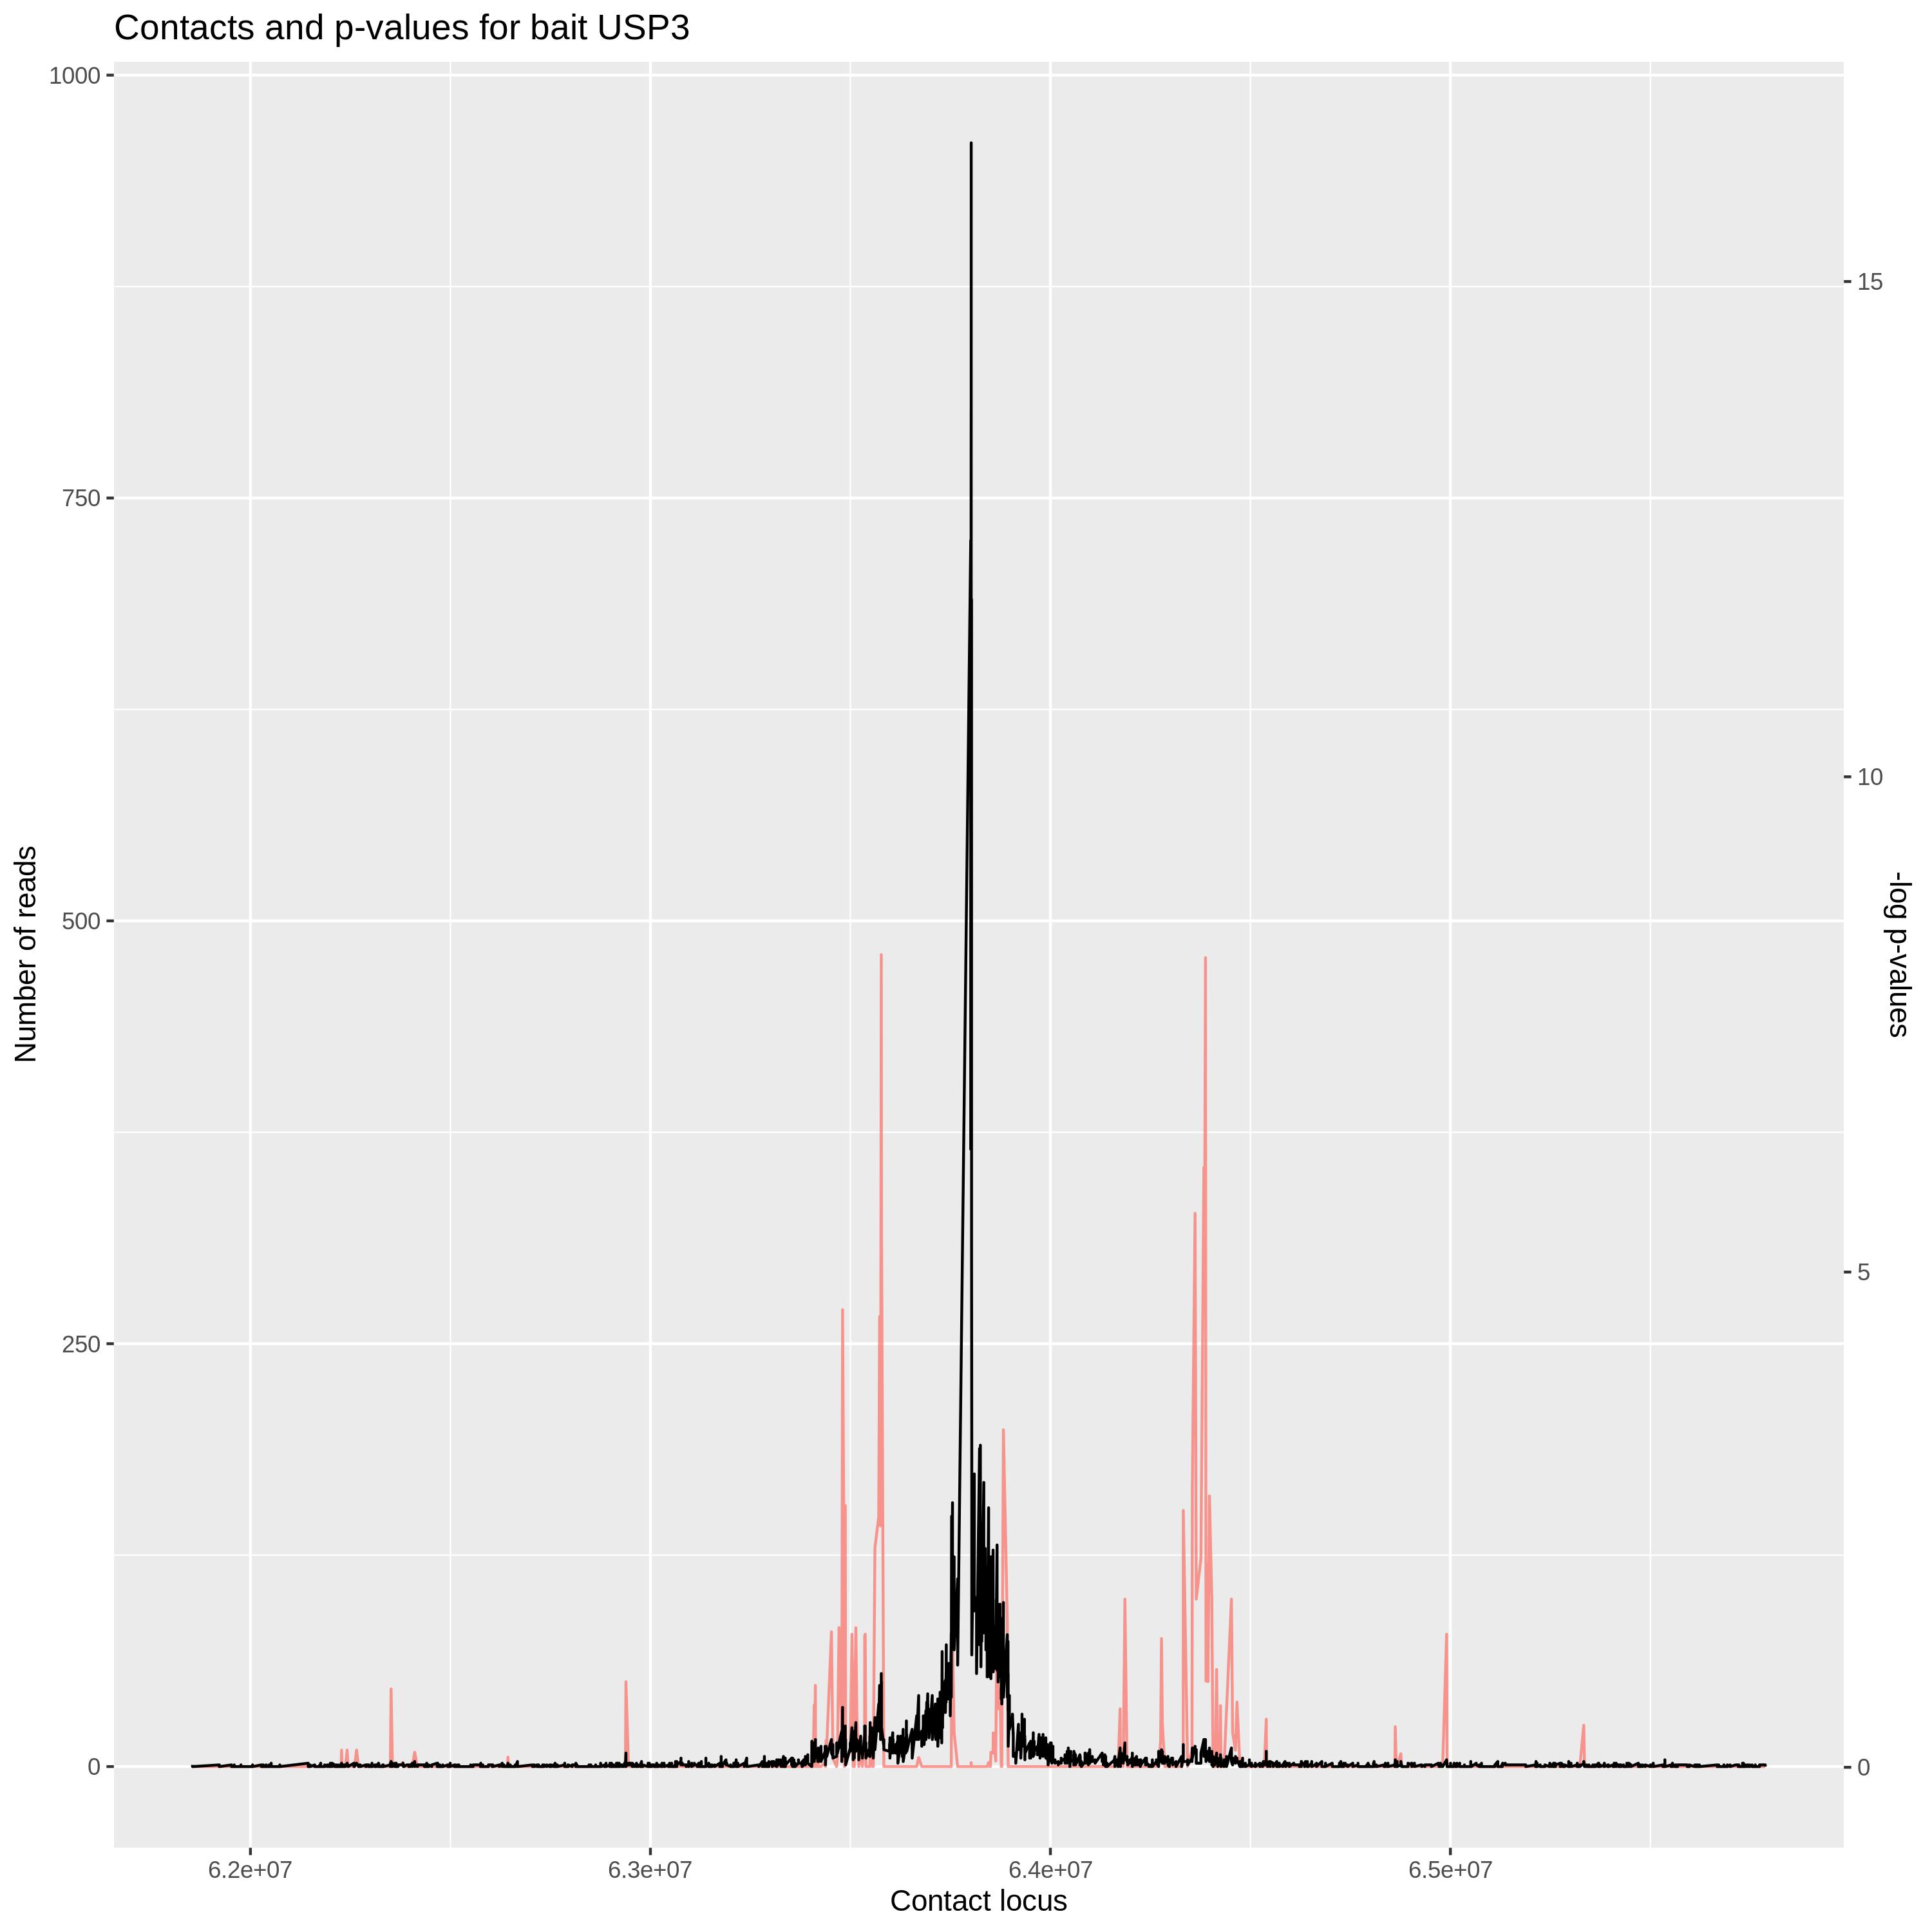 Contacts and p-values for bait USP3
1000
750
500
250
0
Number of reads
15
10
5
0
-log p-values
6.2e+07
6.3e+07
6.4e+07
6.5e+07
Contact locus